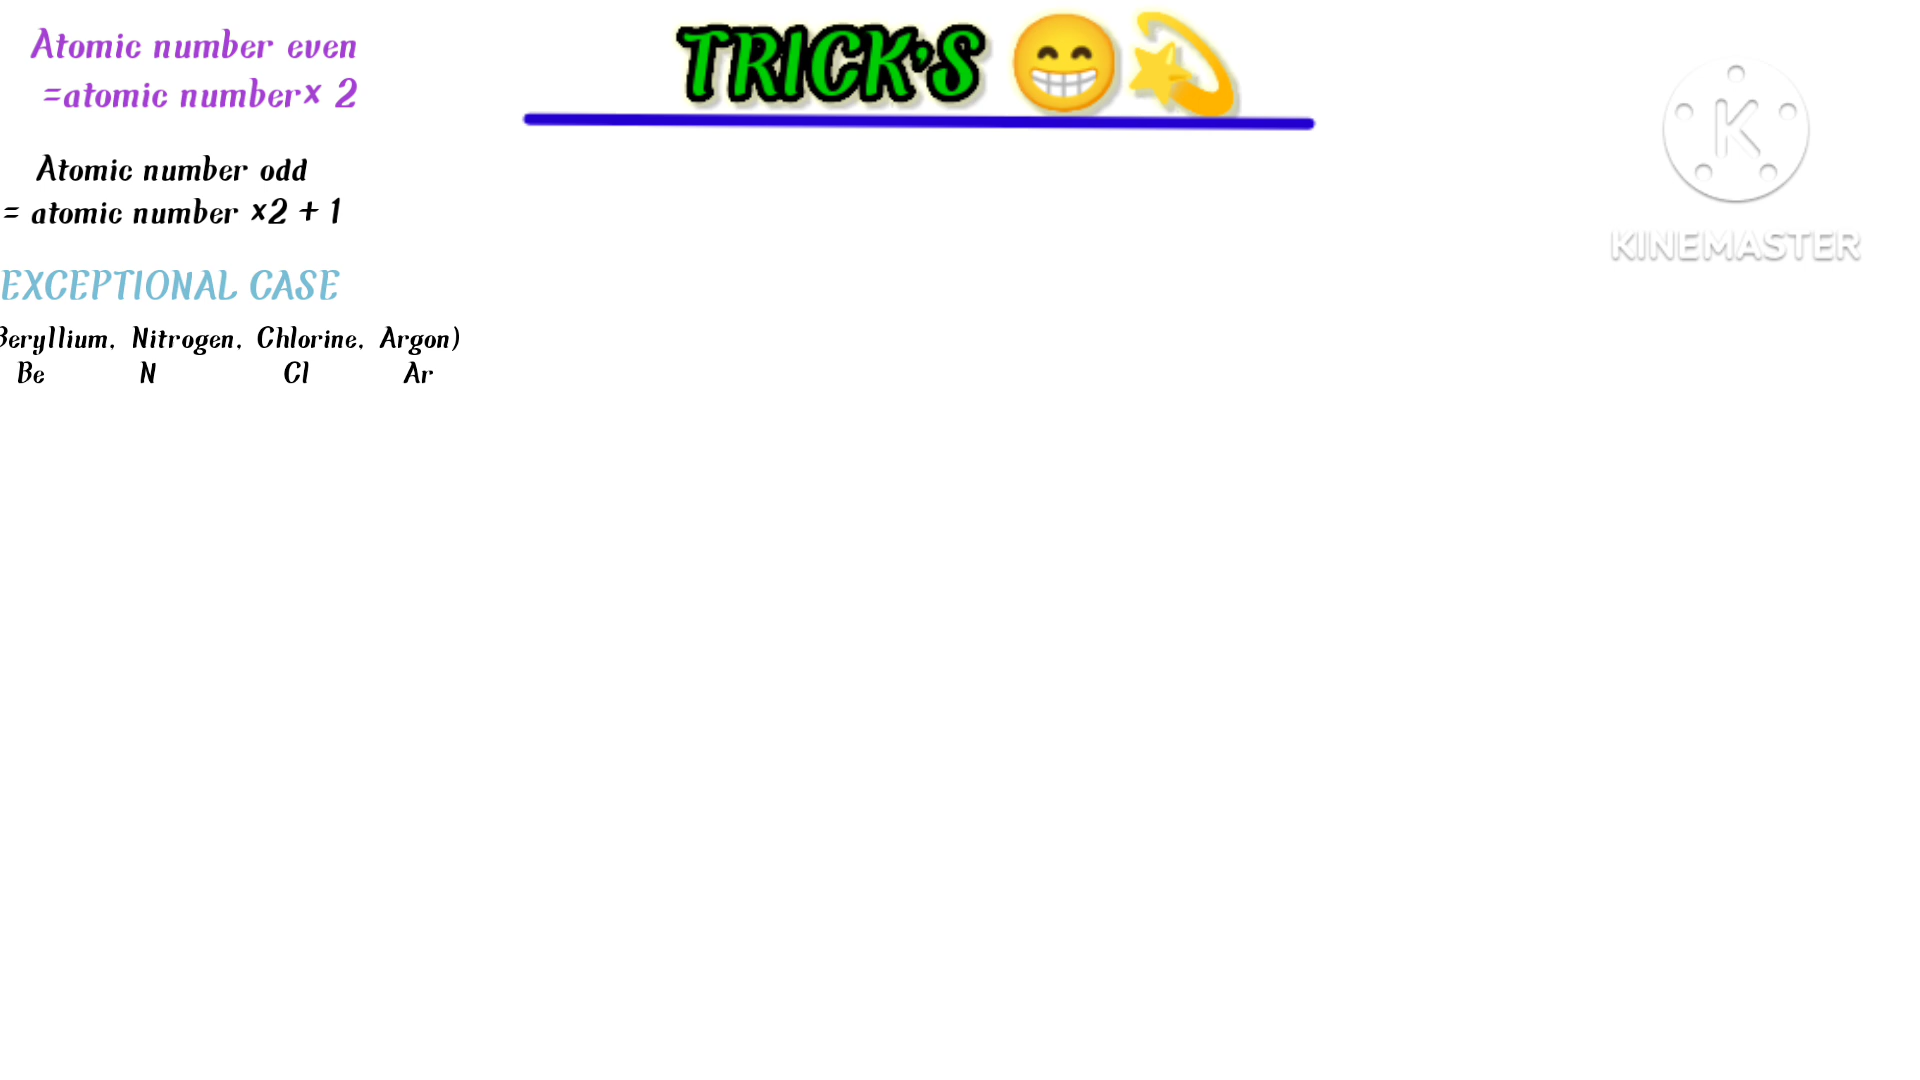 TRICK'S 😁💫
Atomic number even
=atomic number× 2
Atomic number odd
= atomic number ×2 + 1
EXCEPTIONAL CASE
Beryllium, Nitrogen, Chlorine, Argon)
Be N Cl Ar
K
KINEMASTER